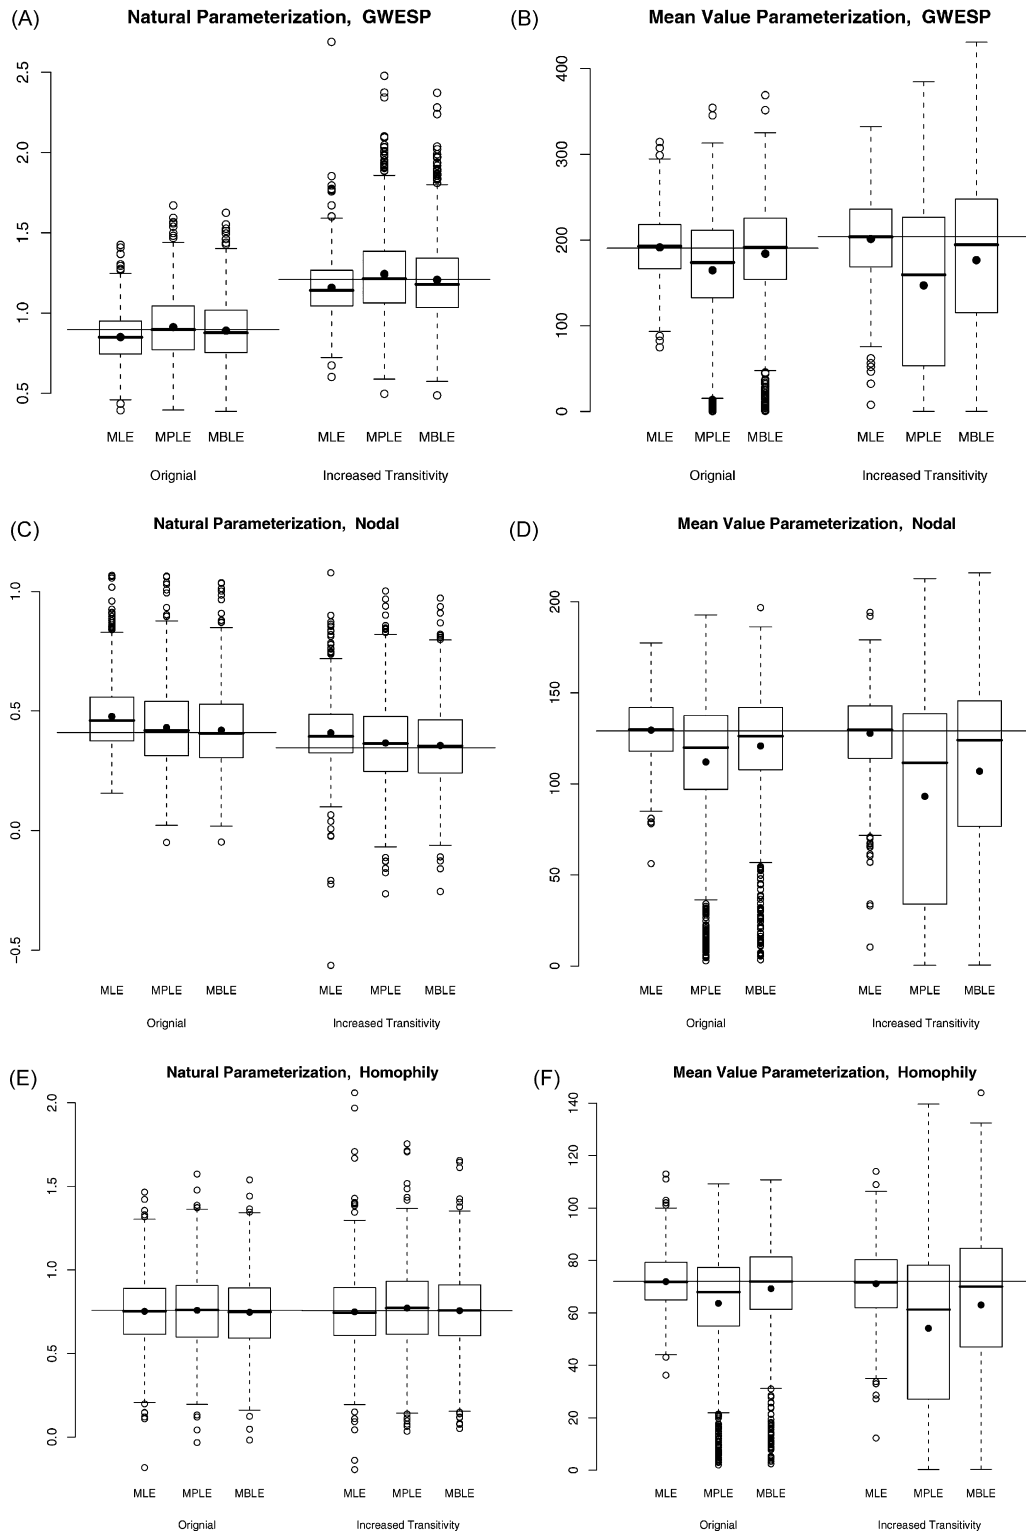 (A) Natural Parameterization, GWESP
2.5
2.0
1.5
1.0
0.5
MLE MPLE MBLE MLE MPLE MBLE
Orignial Increased Transitivity
(B) Mean Value Parameterization, GWESP
400
300
200
100
0
MLE MPLE MBLE MLE MPLE MBLE
Orignial Increased Transitivity
(C) Natural Parameterization, Nodal
1.0
0.5
0.0
−0.5
MLE MPLE MBLE MLE MPLE MBLE
Orignial Increased Transitivity
(D) Mean Value Parameterization, Nodal
200
150
100
50
0
MLE MPLE MBLE MLE MPLE MBLE
Orignial Increased Transitivity
(E) Natural Parameterization, Homophily
2.0
1.5
1.0
0.5
0.0
MLE MPLE MBLE MLE MPLE MBLE
Orignial Increased Transitivity
(F) Mean Value Parameterization, Homophily
140
120
100
80
60
40
20
0
MLE MPLE MBLE MLE MPLE MBLE
Orignial Increased Transitivity